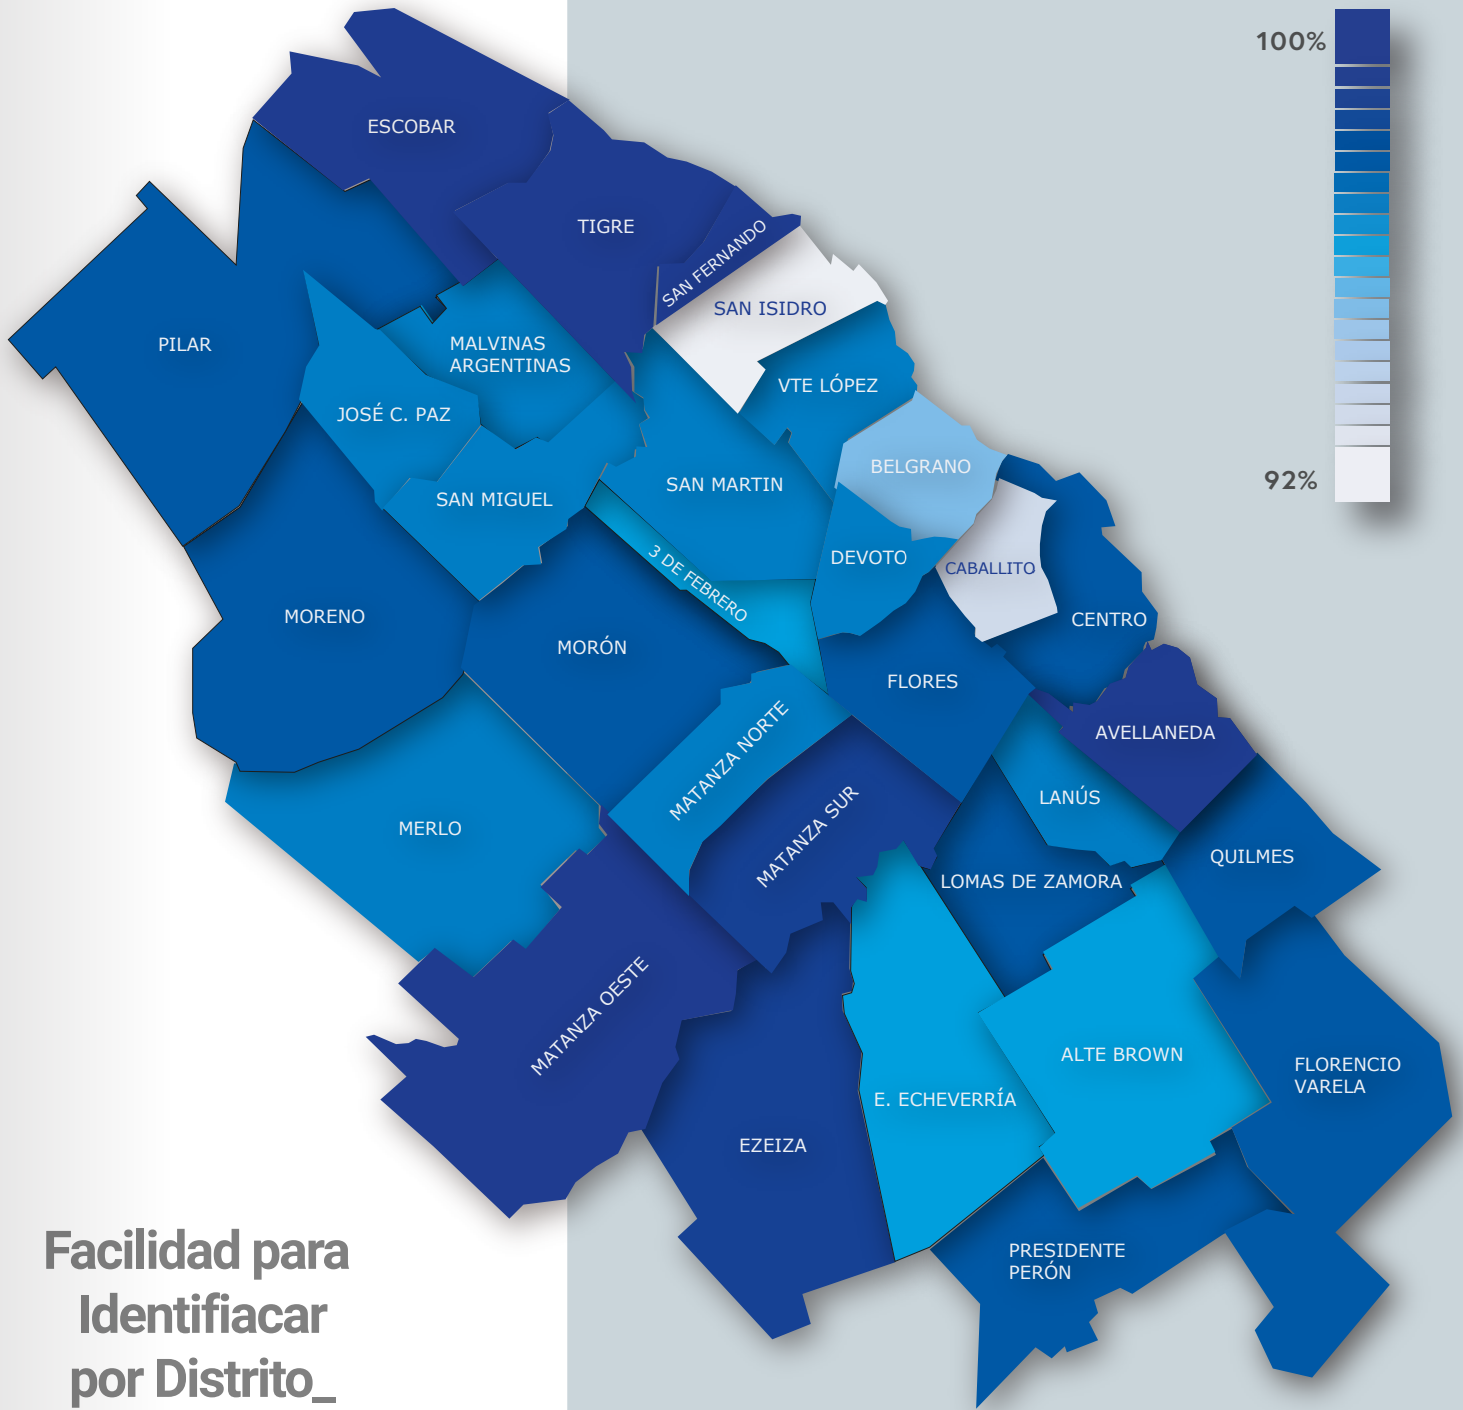 100%
92%
ESCOBAR
TIGRE
SAN FERNANDO
SAN ISIDRO
PILAR
MALVINAS
ARGENTINAS
VTE LÓPEZ
JOSÉ C. PAZ
BELGRANO
SAN MIGUEL
SAN MARTIN
DEVOTO
CABALLITO
3 DE FEBRERO
MORENO
CENTRO
MORÓN
FLORES
AVELLANEDA
MATANZA NORTE
LANÚS
MERLO
MATANZA SUR
QUILMES
LOMAS DE ZAMORA
MATANZA OESTE
ALTE BROWN
FLORENCIO
VARELA
E. ECHEVERRÍA
EZEIZA
PRESIDENTE
PERÓN
Facilidad para
Identifiacar
por Distrito_